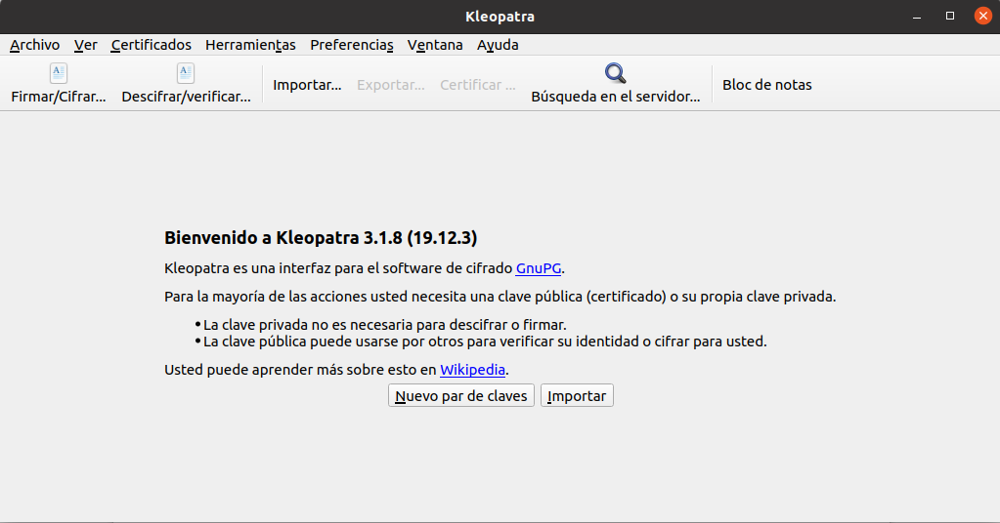 Kleopatra
Archivo Ver Certificados Herramientas Preferencias Ventana Ayuda
Firmar/Cifrar... Descifrar/verificar... Importar... Exportar... Certificar ... Búsqueda en el servidor... Bloc de notas
Bienvenido a Kleopatra 3.1.8 (19.12.3)
Kleopatra es una interfaz para el software de cifrado GnuPG.
Para la mayoría de las acciones usted necesita una clave pública (certificado) o su propia clave privada.
• La clave privada no es necesaria para descifrar o firmar.
• La clave pública puede usarse por otros para verificar su identidad o cifrar para usted.
Usted puede aprender más sobre esto en Wikipedia.
Nuevo par de claves Importar